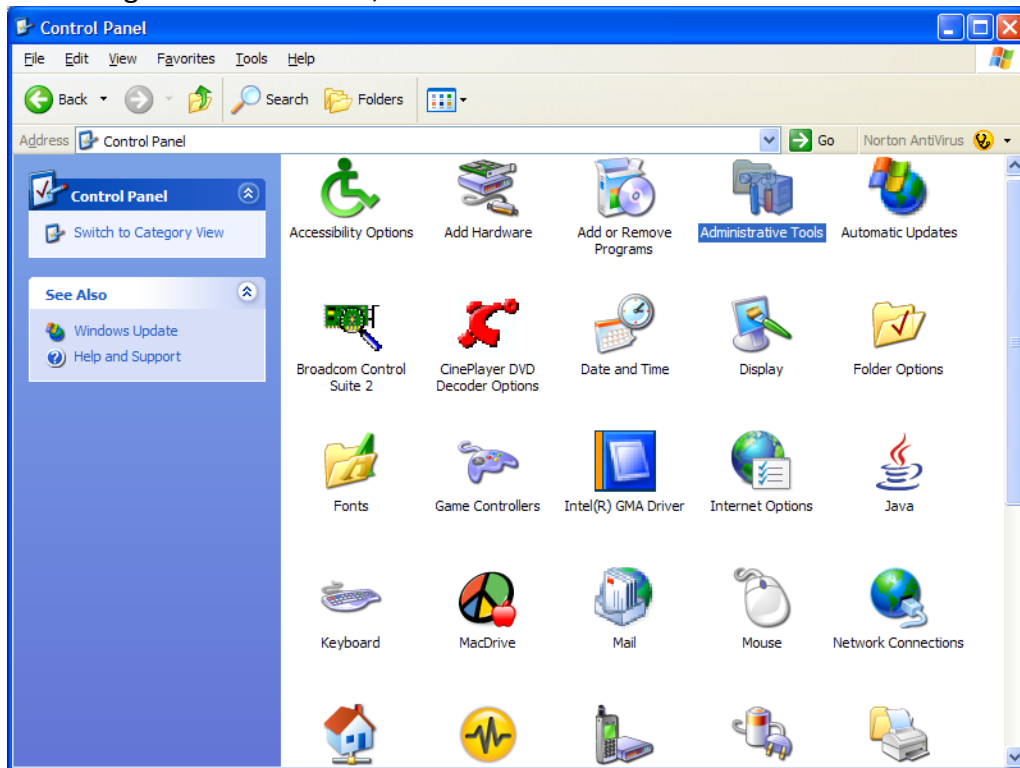 Control Panel
File Edit View Favorites Tools Help
Back Search Folders
Address Control Panel Go Norton AntiVirus
Control Panel
Switch to Category View
See Also
Windows Update
Help and Support
Accessibility Options Add Hardware Add or Remove Programs Administrative Tools Automatic Updates
Broadcom Control Suite 2 CinePlayer DVD Decoder Options Date and Time Display Folder Options
Fonts Game Controllers Intel(R) GMA Driver Internet Options Java
Keyboard MacDrive Mail Mouse Network Connections